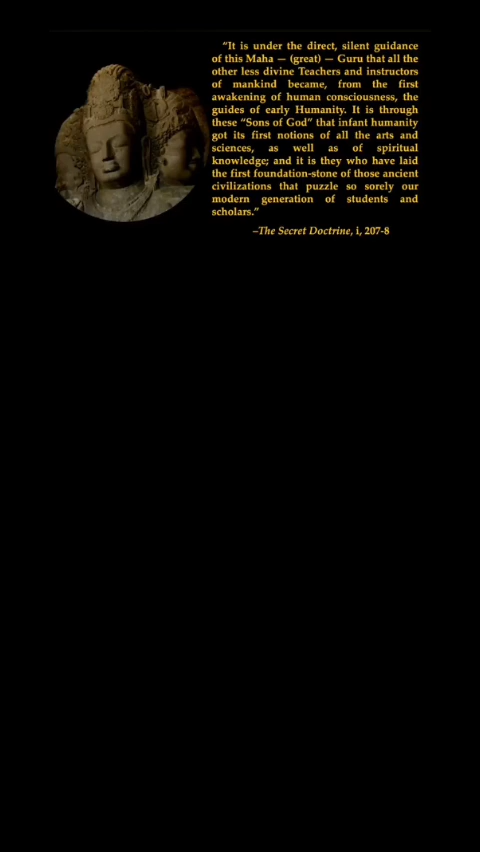 “It is under the direct, silent guidance
of this Maha — (great) — Guru that all the
other less divine Teachers and instructors
of mankind became, from the first
awakening of human consciousness, the
guides of early Humanity. It is through
these “Sons of God” that infant humanity
got its first notions of all the arts and
sciences, as well as of spiritual
knowledge; and it is they who have laid
the first foundation-stone of those ancient
civilizations that puzzle so sorely our
modern generation of students and
scholars.”
–The Secret Doctrine, i, 207-8